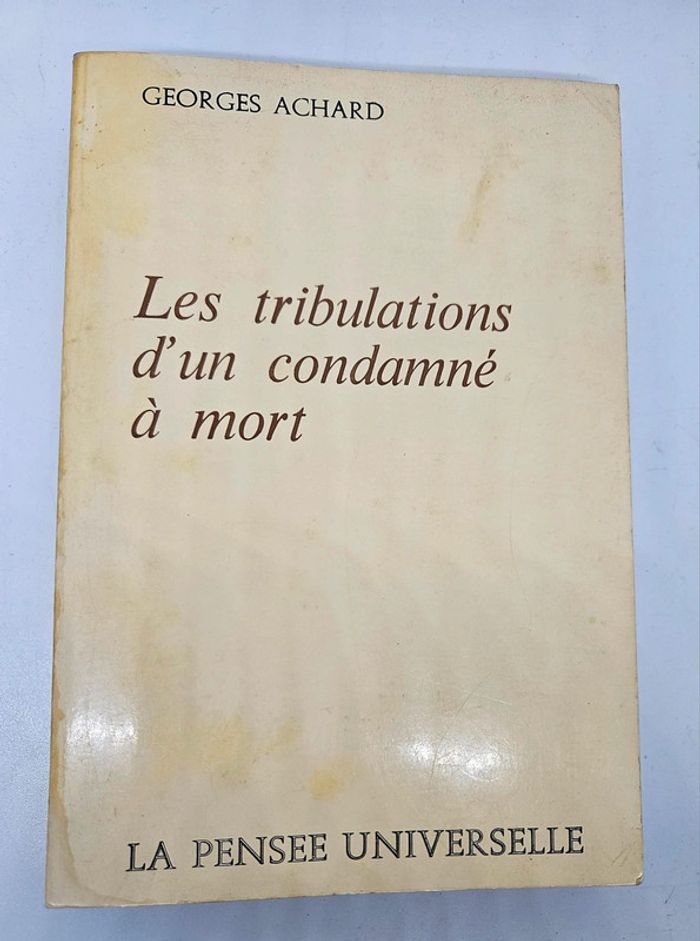 GEORGES ACHARD
Les tribulations
d'un condamné
à mort
LA PENSEE UNIVERSELLE